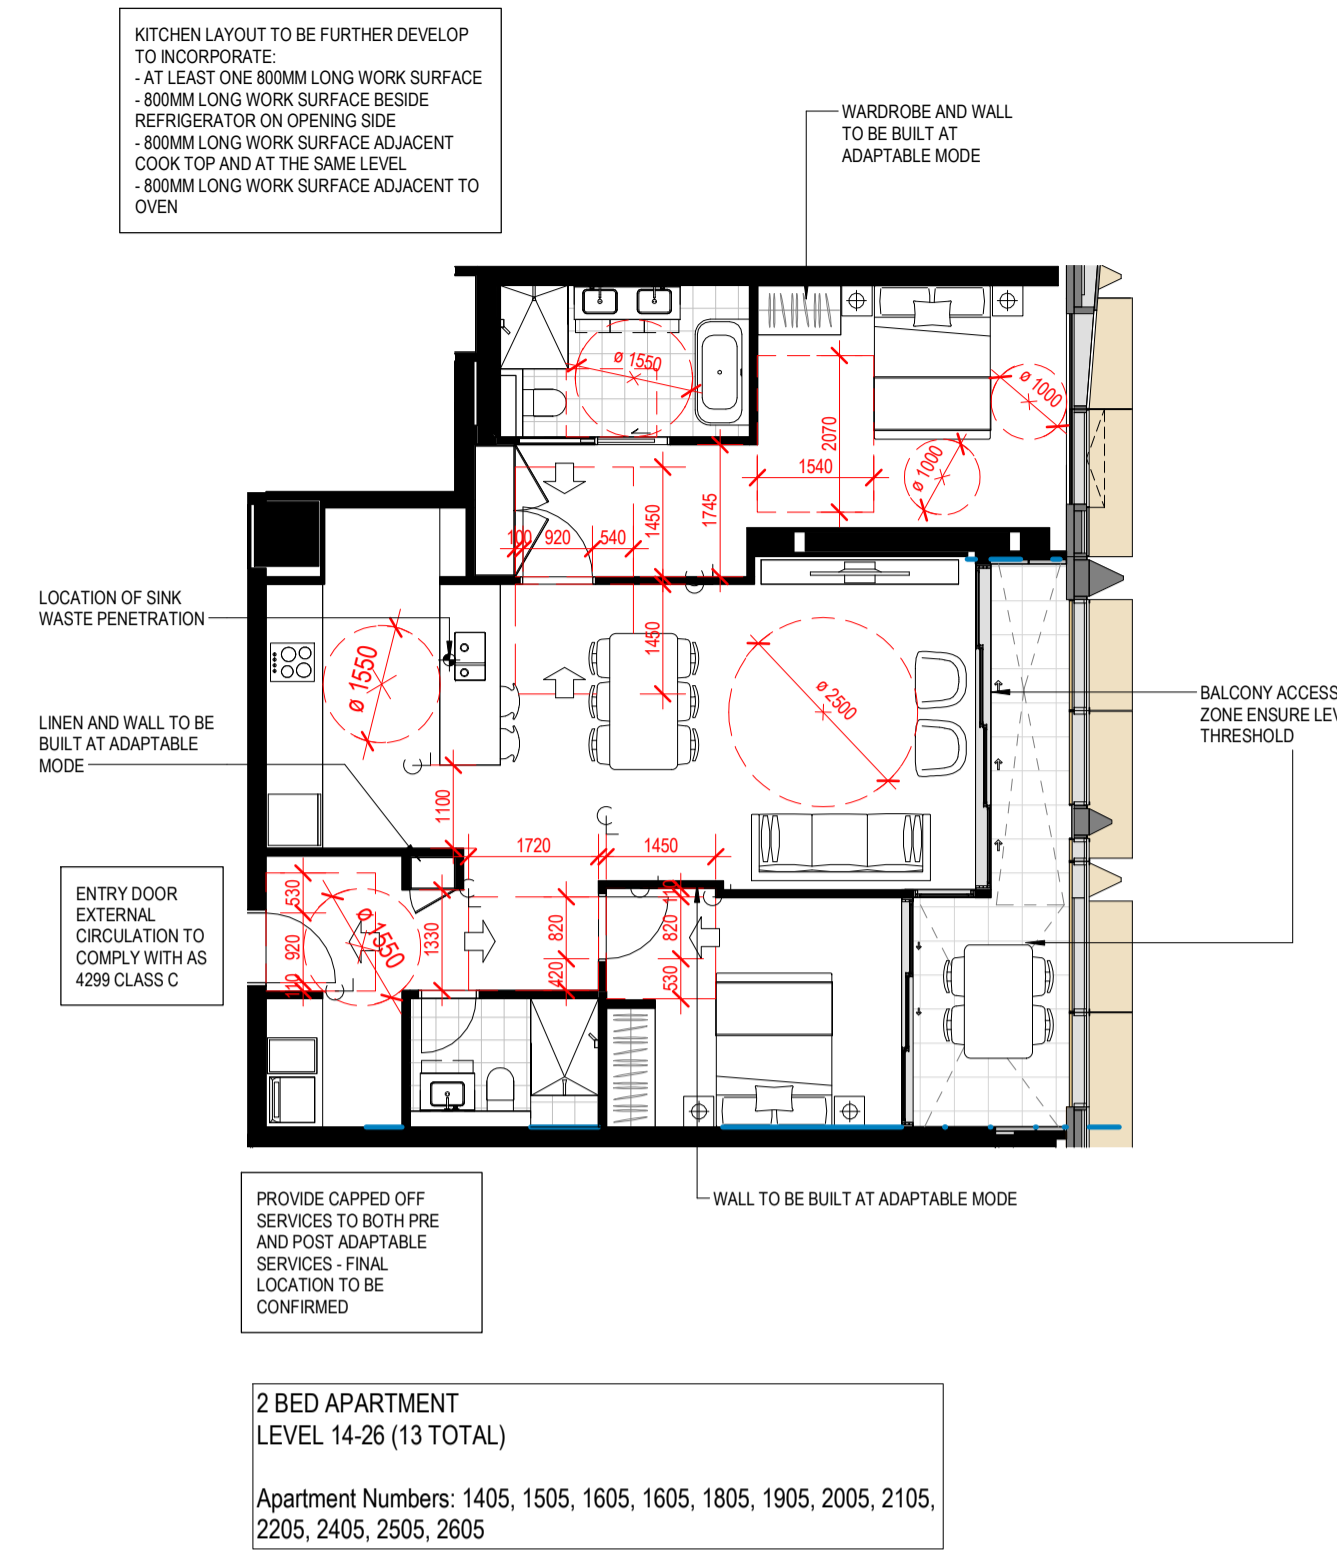 KITCHEN LAYOUT TO BE FURTHER DEVELOP
TO INCORPORATE:
- AT LEAST ONE 800MM LONG WORK SURFACE
- 800MM LONG WORK SURFACE BESIDE
REFRIGERATOR ON OPENING SIDE
- 800MM LONG WORK SURFACE ADJACENT
COOK TOP AND AT THE SAME LEVEL
- 800MM LONG WORK SURFACE ADJACENT TO
OVEN
WARDROBE AND WALL
TO BE BUILT AT
ADAPTABLE MODE
ø 1550
ø 1000
2070
1540
ø 1000
1450
1745
100
920
540
LOCATION OF SINK
WASTE PENETRATION
1450
ø 1550
ø 2500
BALCONY ACCESS
ZONE ENSURE LEV
THRESHOLD
LINEN AND WALL TO BE
BUILT AT ADAPTABLE
MODE
1100
1720
1450
ENTRY DOOR
EXTERNAL
CIRCULATION TO
COMPLY WITH AS
4299 CLASS C
530
920
110
ø 1550
1330
820
420
110
820
530
PROVIDE CAPPED OFF
SERVICES TO BOTH PRE
AND POST ADAPTABLE
SERVICES - FINAL
LOCATION TO BE
CONFIRMED
WALL TO BE BUILT AT ADAPTABLE MODE
2 BED APARTMENT
LEVEL 14-26 (13 TOTAL)
Apartment Numbers: 1405, 1505, 1605, 1605, 1805, 1905, 2005, 2105,
2205, 2405, 2505, 2605